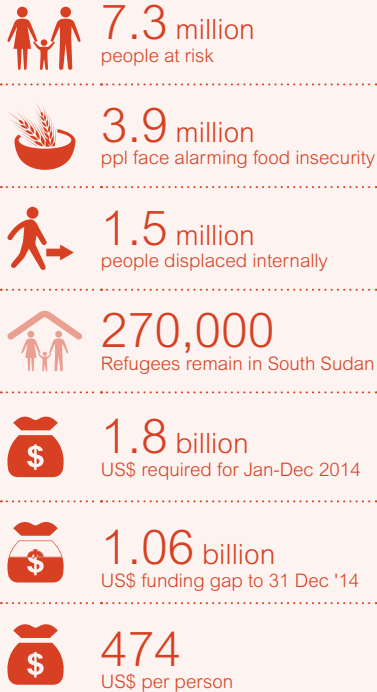 7.3 million
people at risk
3.9 million
ppl face alarming food insecurity
1.5 million
people displaced internally
270,000
Refugees remain in South Sudan
$
1.8 billion
US$ required for Jan-Dec 2014
$
1.06 billion
US$ funding gap to 31 Dec '14
$
474
US$ per person